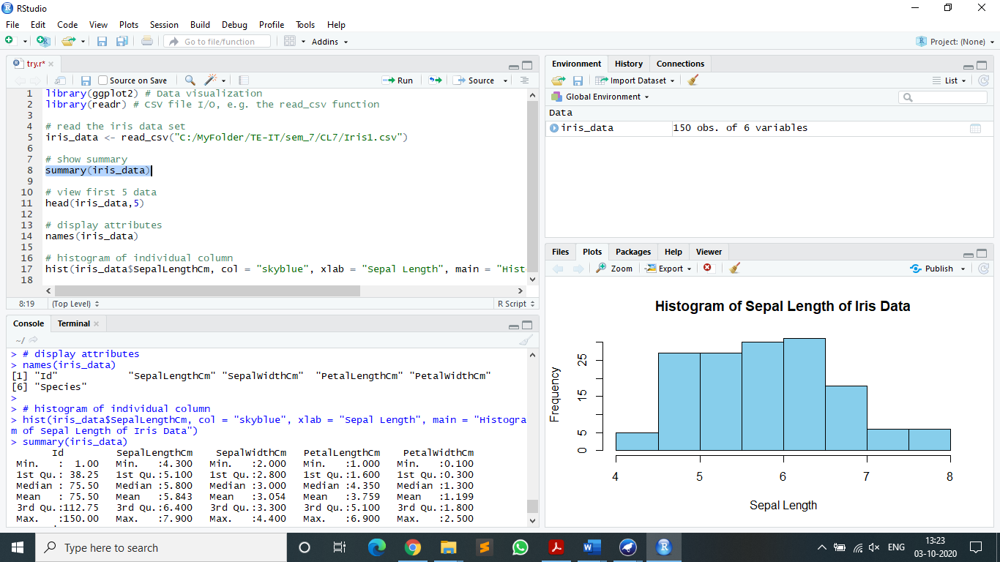 RStudio
File Edit Code View Plots Session Build Debug Profile Tools Help
Go to file/function Addins Project: (None)
try.r*
Source on Save Run Source
1 library(ggplot2) # Data visualization
2 library(readr) # CSV file I/O, e.g. the read_csv function
3
4 # read the iris data set
5 iris_data <- read_csv("C:/MyFolder/TE-IT/sem_7/CL7/Iris1.csv")
6
7 # show summary
8 summary(iris_data)
9
10 # view first 5 data
11 head(iris_data,5)
12
13 # display attributes
14 names(iris_data)
15
16 # histogram of individual column
17 hist(iris_data$SepalLengthCm, col = "skyblue", xlab = "Sepal Length", main = "Hist
18
8:19 (Top Level) R Script
Console Terminal
~/
> # display attributes
> names(iris_data)
[1] "Id" "SepalLengthCm" "SepalWidthCm" "PetalLengthCm" "PetalWidthCm"
[6] "Species"
>
> # histogram of individual column
> hist(iris_data$SepalLengthCm, col = "skyblue", xlab = "Sepal Length", main = "Histogra
m of Sepal Length of Iris Data")
> summary(iris_data)
Id SepalLengthCm SepalWidthCm PetalLengthCm PetalWidthCm
Min. : 1.00 Min. :4.300 Min. :2.000 Min. :1.000 Min. :0.100
1st Qu.: 38.25 1st Qu.:5.100 1st Qu.:2.800 1st Qu.:1.600 1st Qu.:0.300
Median : 75.50 Median :5.800 Median :3.000 Median :4.350 Median :1.300
Mean : 75.50 Mean :5.843 Mean :3.054 Mean :3.759 Mean :1.199
3rd Qu.:112.75 3rd Qu.:6.400 3rd Qu.:3.300 3rd Qu.:5.100 3rd Qu.:1.800
Max. :150.00 Max. :7.900 Max. :4.400 Max. :6.900 Max. :2.500
Environment History Connections
Import Dataset List
Global Environment
Data
iris_data 150 obs. of 6 variables
Files Plots Packages Help Viewer
Zoom Export Publish
Histogram of Sepal Length of Iris Data
Frequency
25
15
5
0
4 5 6 7 8
Sepal Length
Type here to search
ENG
13:23
03-10-2020